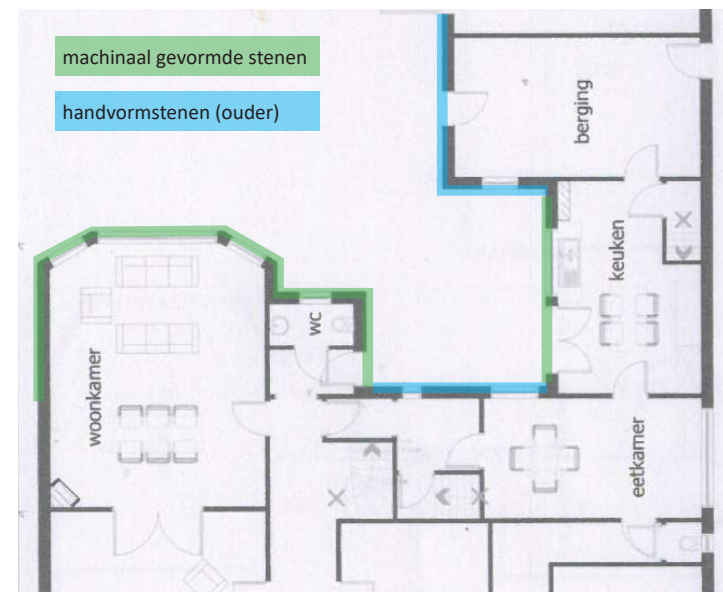 machinaal gevormde stenen
handvormstenen (ouder)
berging
keuken
wc
woonkamer
eetkamer